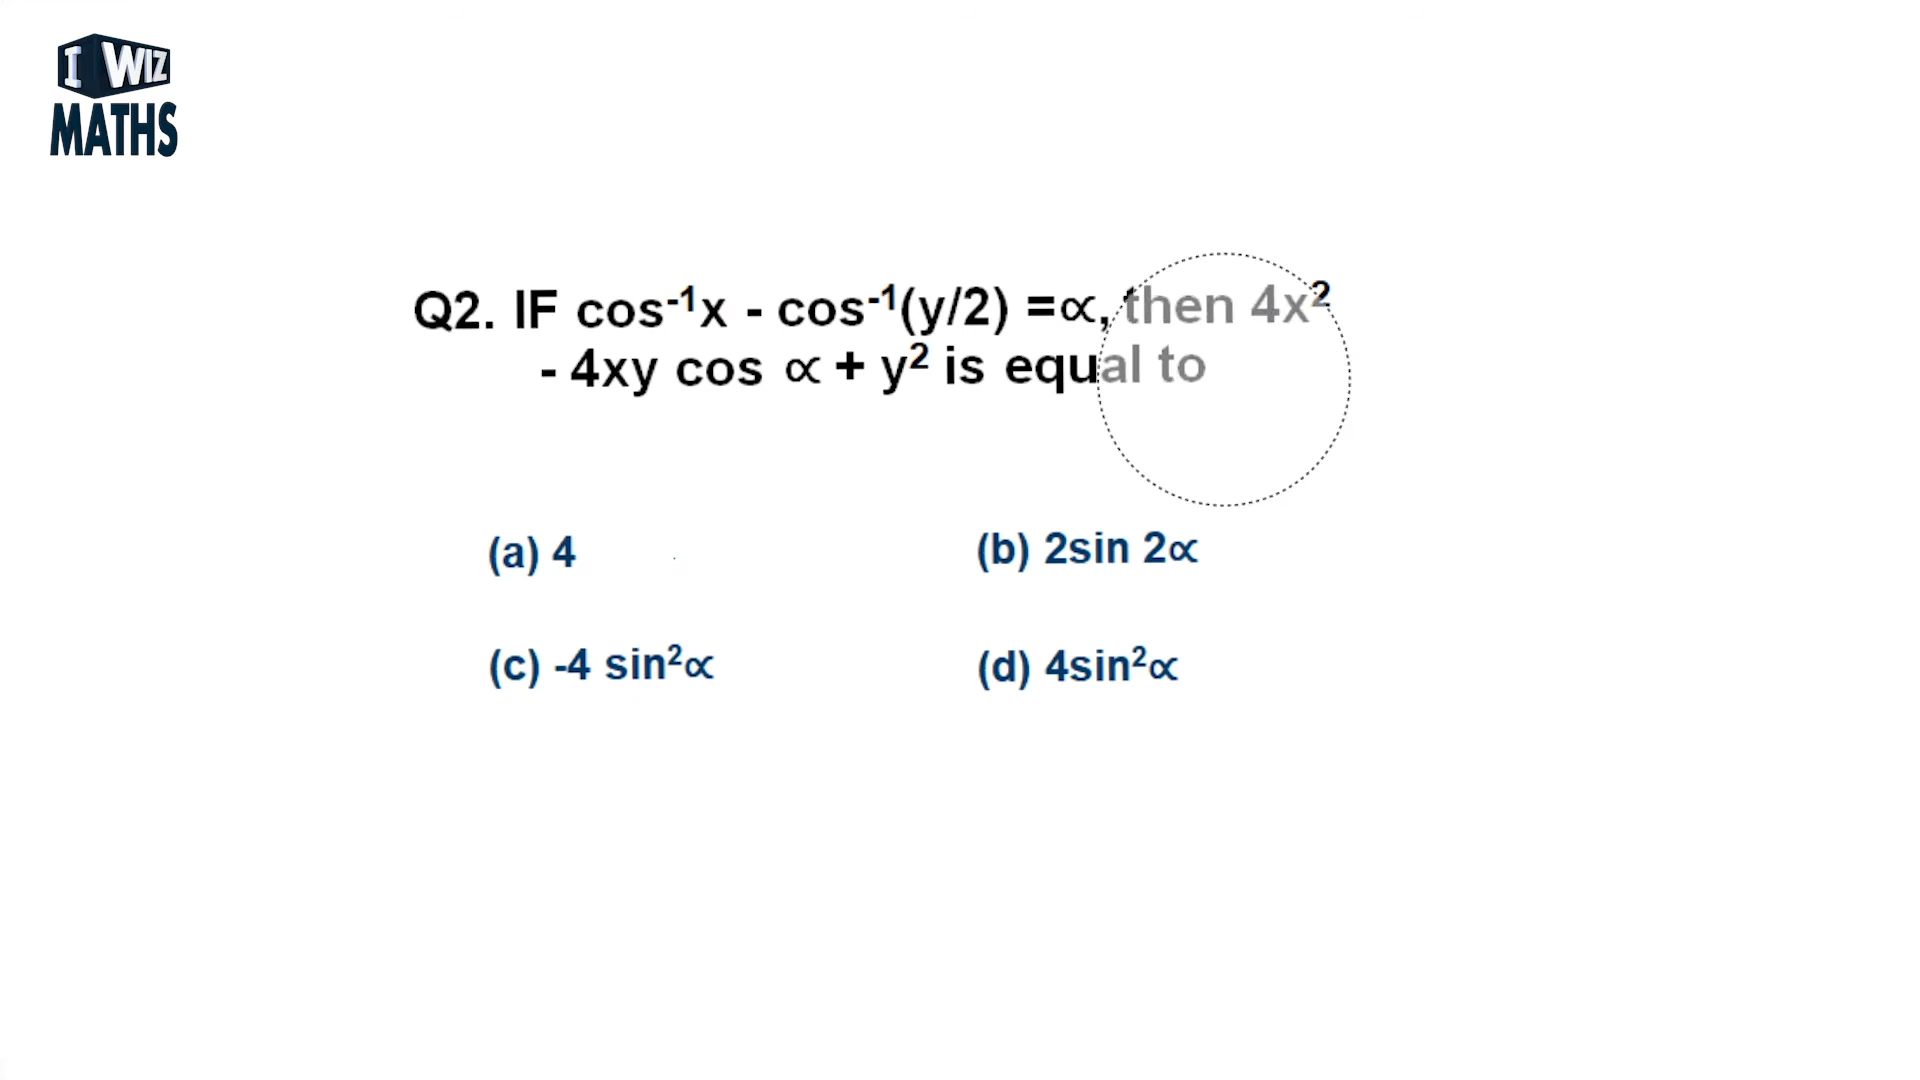 I WIZ
MATHS
Q2. IF cos⁻¹x - cos⁻¹(y/2) =∝, then 4x²
- 4xy cos ∝ + y² is equal to
(a) 4
(b) 2sin 2∝
(c) -4 sin²∝
(d) 4sin²∝